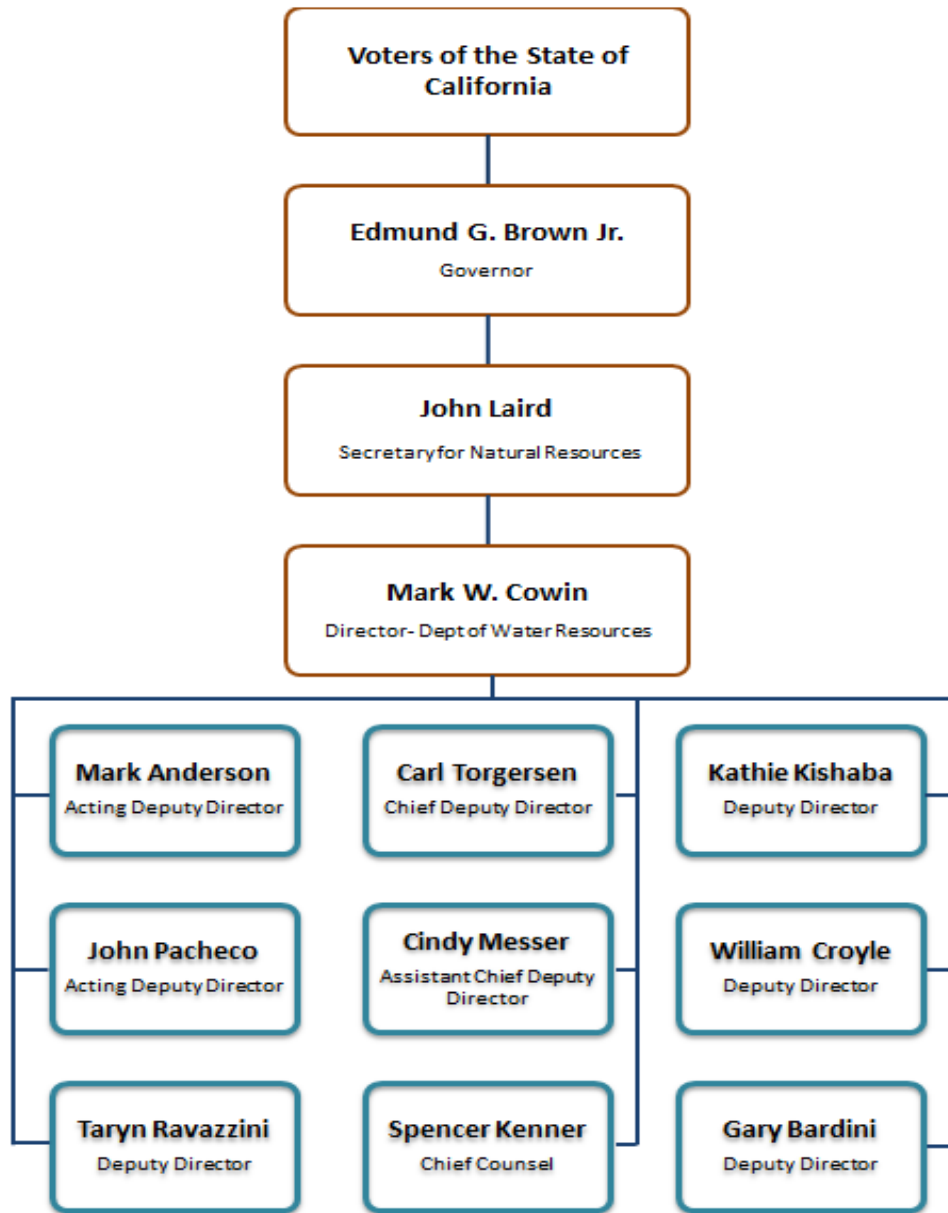 Voters of the State of
California
Edmund G. Brown Jr.
Governor
John Laird
Secretary for Natural Resources
Mark W. Cowin
Director- Dept of Water Resources
Mark Anderson
Acting Deputy Director
Carl Torgersen
Chief Deputy Director
Kathie Kishaba
Deputy Director
John Pacheco
Acting Deputy Director
Cindy Messer
Assistant Chief Deputy
Director
William Croyle
Deputy Director
Taryn Ravazzini
Deputy Director
Spencer Kenner
Chief Counsel
Gary Bardini
Deputy Director